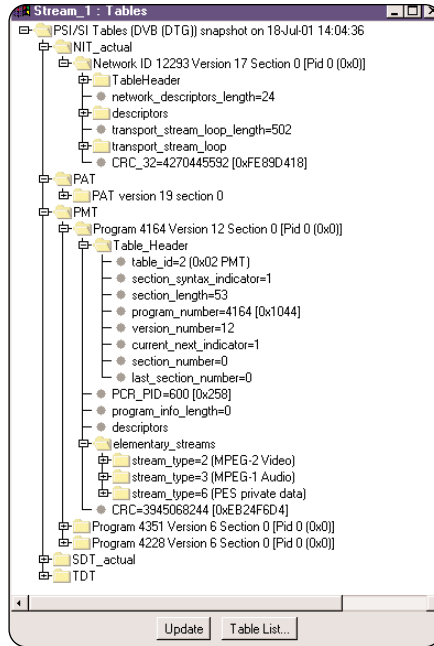 Stream_1 : Tables
PSI/SI Tables (DVB (DTG)) snapshot on 18-Jul-01 14:04:36
NIT_actual
Network ID 12293 Version 17 Section 0 [Pid 0 (0x0)]
TableHeader
network_descriptors_length=24
descriptors
transport_stream_loop_length=502
transport_stream_loop
CRC_32=4270445592 [0xFE89D418]
PAT
PAT version 19 section 0
PMT
Program 4164 Version 12 Section 0 [Pid 0 (0x0)]
Table_Header
table_id=2 (0x02 PMT)
section_syntax_indicator=1
section_length=53
program_number=4164 [0x1044]
version_number=12
current_next_indicator=1
section_number=0
last_section_number=0
PCR_PID=600 [0x258]
program_info_length=0
descriptors
elementary_streams
stream_type=2 (MPEG-2 Video)
stream_type=3 (MPEG-1 Audio)
stream_type=6 (PES private data)
CRC=3945068244 [0xEB24F6D4]
Program 4351 Version 6 Section 0 [Pid 0 (0x0)]
Program 4228 Version 6 Section 0 [Pid 0 (0x0)]
SDT_actual
TDT
Update Table List...